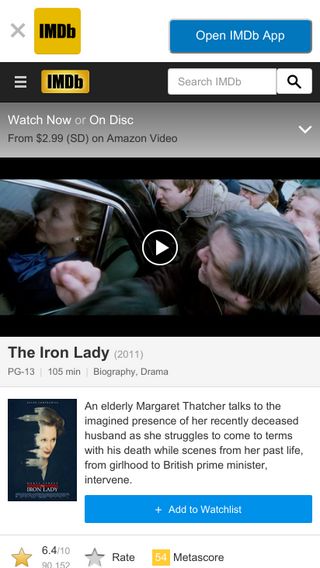 IMDb
Open IMDb App
IMDb
Search IMDb
Watch Now or On Disc
From $2.99 (SD) on Amazon Video
The Iron Lady (2011)
PG-13 | 105 min | Biography, Drama
An elderly Margaret Thatcher talks to the
imagined presence of her recently deceased
husband as she struggles to come to terms
with his death while scenes from her past life,
from girlhood to British prime minister,
intervene.
IRON LADY
+ Add to Watchlist
6.4/10
90,152
Rate
54 Metascore